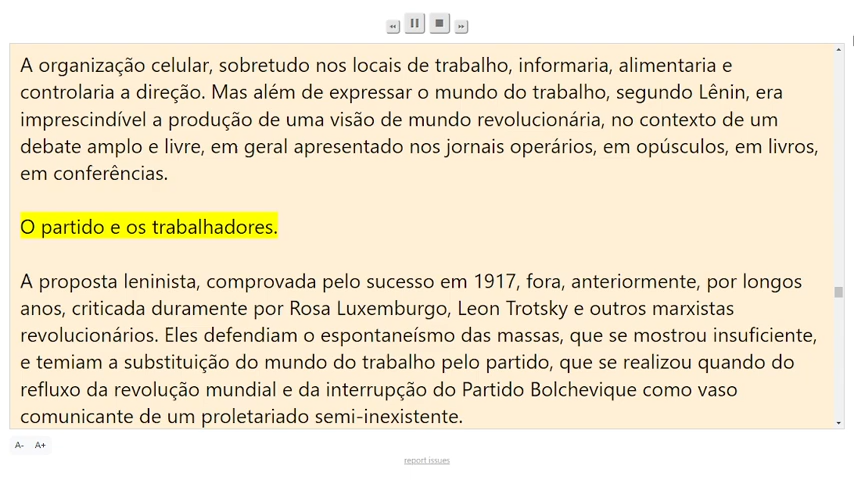 A organização celular, sobretudo nos locais de trabalho, informaria, alimentaria e
controlaria a direção. Mas além de expressar o mundo do trabalho, segundo Lênin, era
imprescindível a produção de uma visão de mundo revolucionária, no contexto de um
debate amplo e livre, em geral apresentado nos jornais operários, em opúsculos, em livros,
em conferências.
O partido e os trabalhadores.
A proposta leninista, comprovada pelo sucesso em 1917, fora, anteriormente, por longos
anos, criticada duramente por Rosa Luxemburgo, Leon Trotsky e outros marxistas
revolucionários. Eles defendiam o espontaneísmo das massas, que se mostrou insuficiente,
e temiam a substituição do mundo do trabalho pelo partido, que se realizou quando do
refluxo da revolução mundial e da interrupção do Partido Bolchevique como vaso
comunicante de um proletariado semi-inexistente.
A- A+
report issues